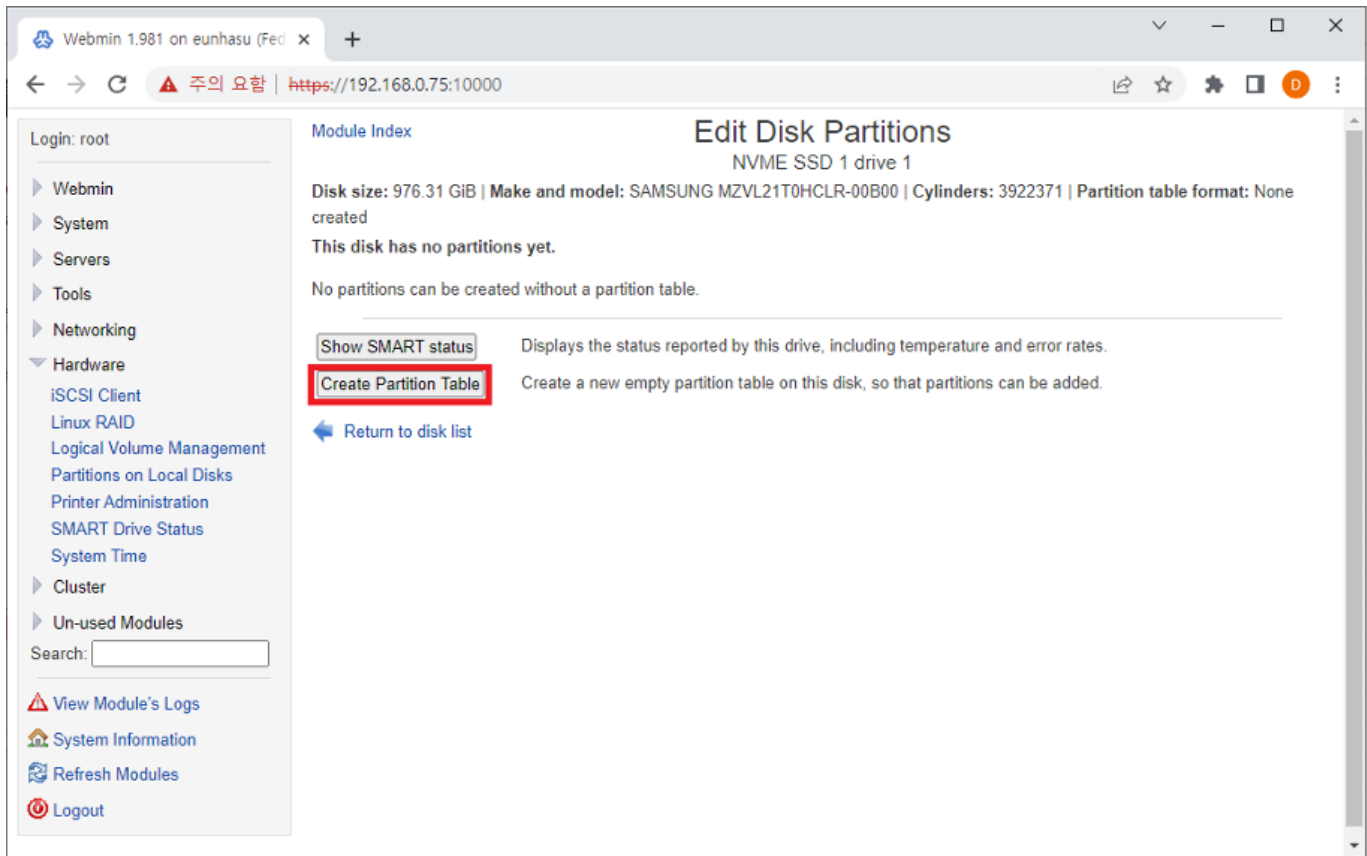 Webmin 1.981 on eunhasu (Fed
주의 요함 https://192.168.0.75:10000
D
Login: root
Webmin
System
Servers
Tools
Networking
Hardware
iSCSI Client
Linux RAID
Logical Volume Management
Partitions on Local Disks
Printer Administration
SMART Drive Status
System Time
Cluster
Un-used Modules
Search:
View Module's Logs
System Information
Refresh Modules
Logout
Module Index
Edit Disk Partitions
NVME SSD 1 drive 1
Disk size: 976.31 GiB | Make and model: SAMSUNG MZVL21T0HCLR-00B00 | Cylinders: 3922371 | Partition table format: None
created
This disk has no partitions yet.
No partitions can be created without a partition table.
Show SMART status Displays the status reported by this drive, including temperature and error rates.
Create Partition Table Create a new empty partition table on this disk, so that partitions can be added.
Return to disk list